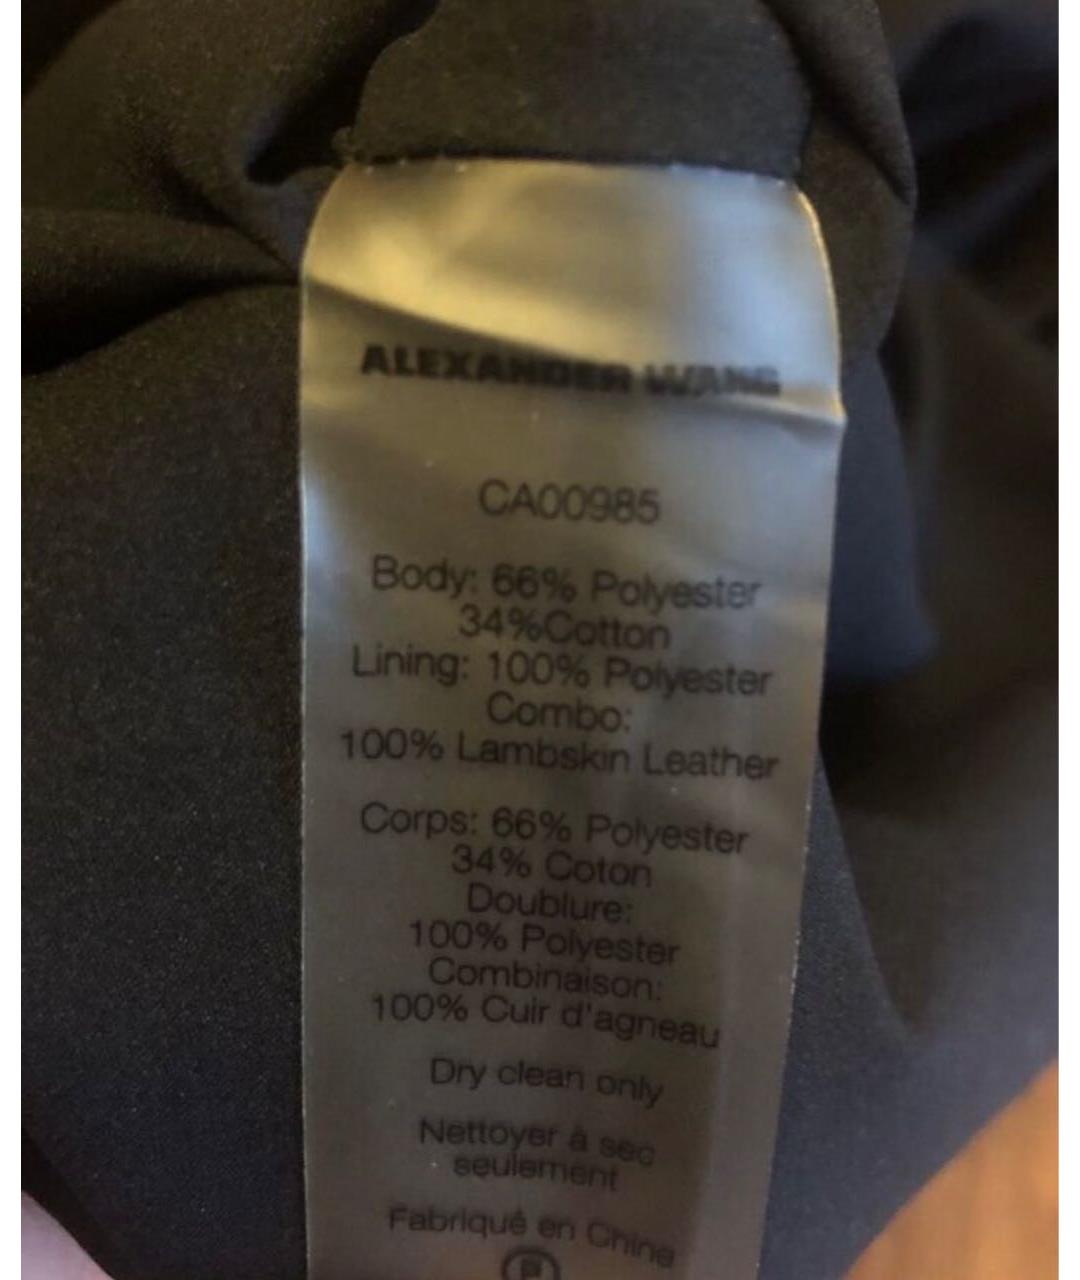 ALEXANDER WANG
CA00985
Body: 66% Polyester
34%Cotton
Lining: 100% Polyester
Combo:
100% Lambskin Leather
Corps: 66% Polyester
34% Coton
Doublure:
100% Polyester
Combinaison:
100% Cuir d'agneau
Dry clean only
Nettoyer à sec
seulement
Fabriqué en Chine
P